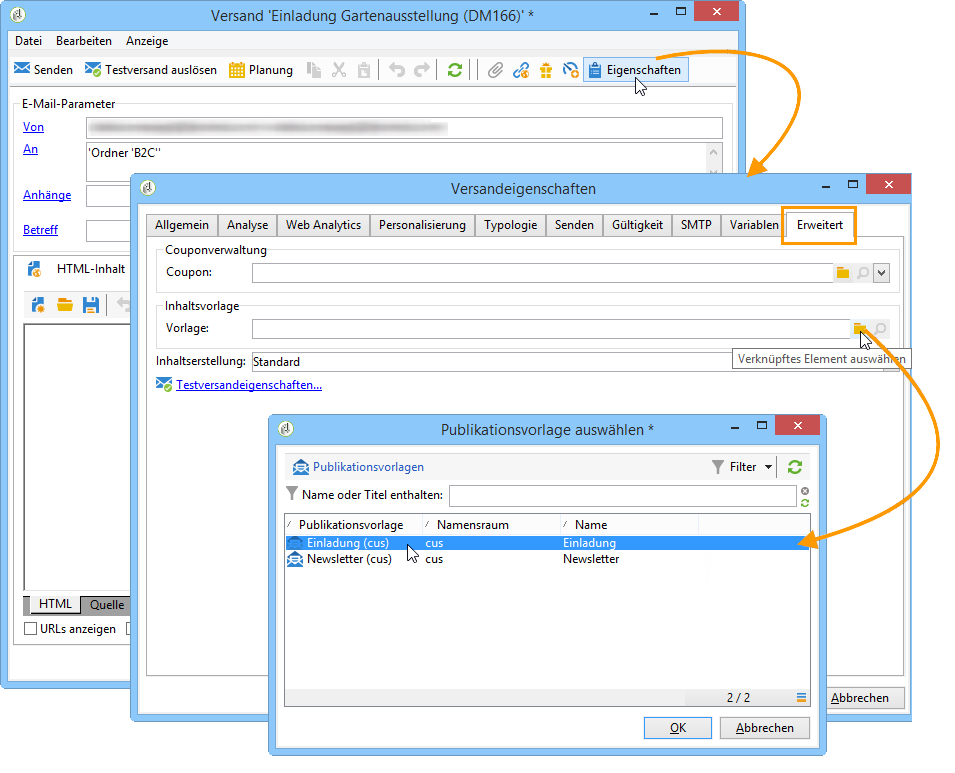 Versand 'Einladung Gartenausstellung (DM166)' *
Datei Bearbeiten Anzeige
Senden Testversand auslösen Planung Eigenschaften
E-Mail-Parameter
Von
An 'Ordner 'B2C''
Anhänge
Betreff
HTML-Inhalt
HTML Quelle
URLs anzeigen
Versandeigenschaften
Allgemein Analyse Web Analytics Personalisierung Typologie Senden Gültigkeit SMTP Variablen Erweitert
Couponverwaltung
Coupon:
Inhaltsvorlage
Vorlage:
Verknüpftes Element auswählen
Inhaltserstellung: Standard
Testversandeigenschaften...
Abbrechen
Publikationsvorlage auswählen *
Publikationsvorlagen Filter
Name oder Titel enthalten:
Publikationsvorlage Namensraum Name
Einladung (cus) cus Einladung
Newsletter (cus) cus Newsletter
2 / 2
OK Abbrechen